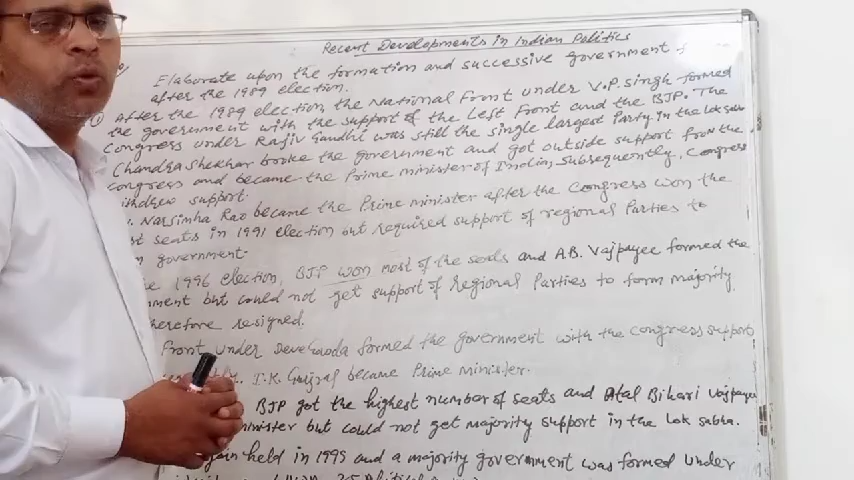 Recent Developments in Indian Politics
Elaborate upon the formation and successive government
after the 1989 election.
After the 1989 election, the National Front under V.P. Singh formed
the government with the support of the Left Front and the BJP. The
Congress under Rajiv Gandhi was still the single largest Party in the Lok Sabha
Chandra Shekhar broke the government and got outside support from the
congress and became the Prime minister of India, subsequently, Congress
withdrew support.
Narsimha Rao became the Prime minister after the Congress won the
seats in 1991 election but required support of regional Parties to
government.
1996 election, BJP won most of the seats and A.B. Vajpayee formed the
but could not get support of regional Parties to form majority
therefore resigned.
Front under Devegowda formed the government with the congress support
I.K. Gujral became Prime minister.
BJP got the highest number of seats and Atal Bihari Vajpayee
minister but could not get majority support in the Lok sabha.
held in 1999 and a majority government was formed under